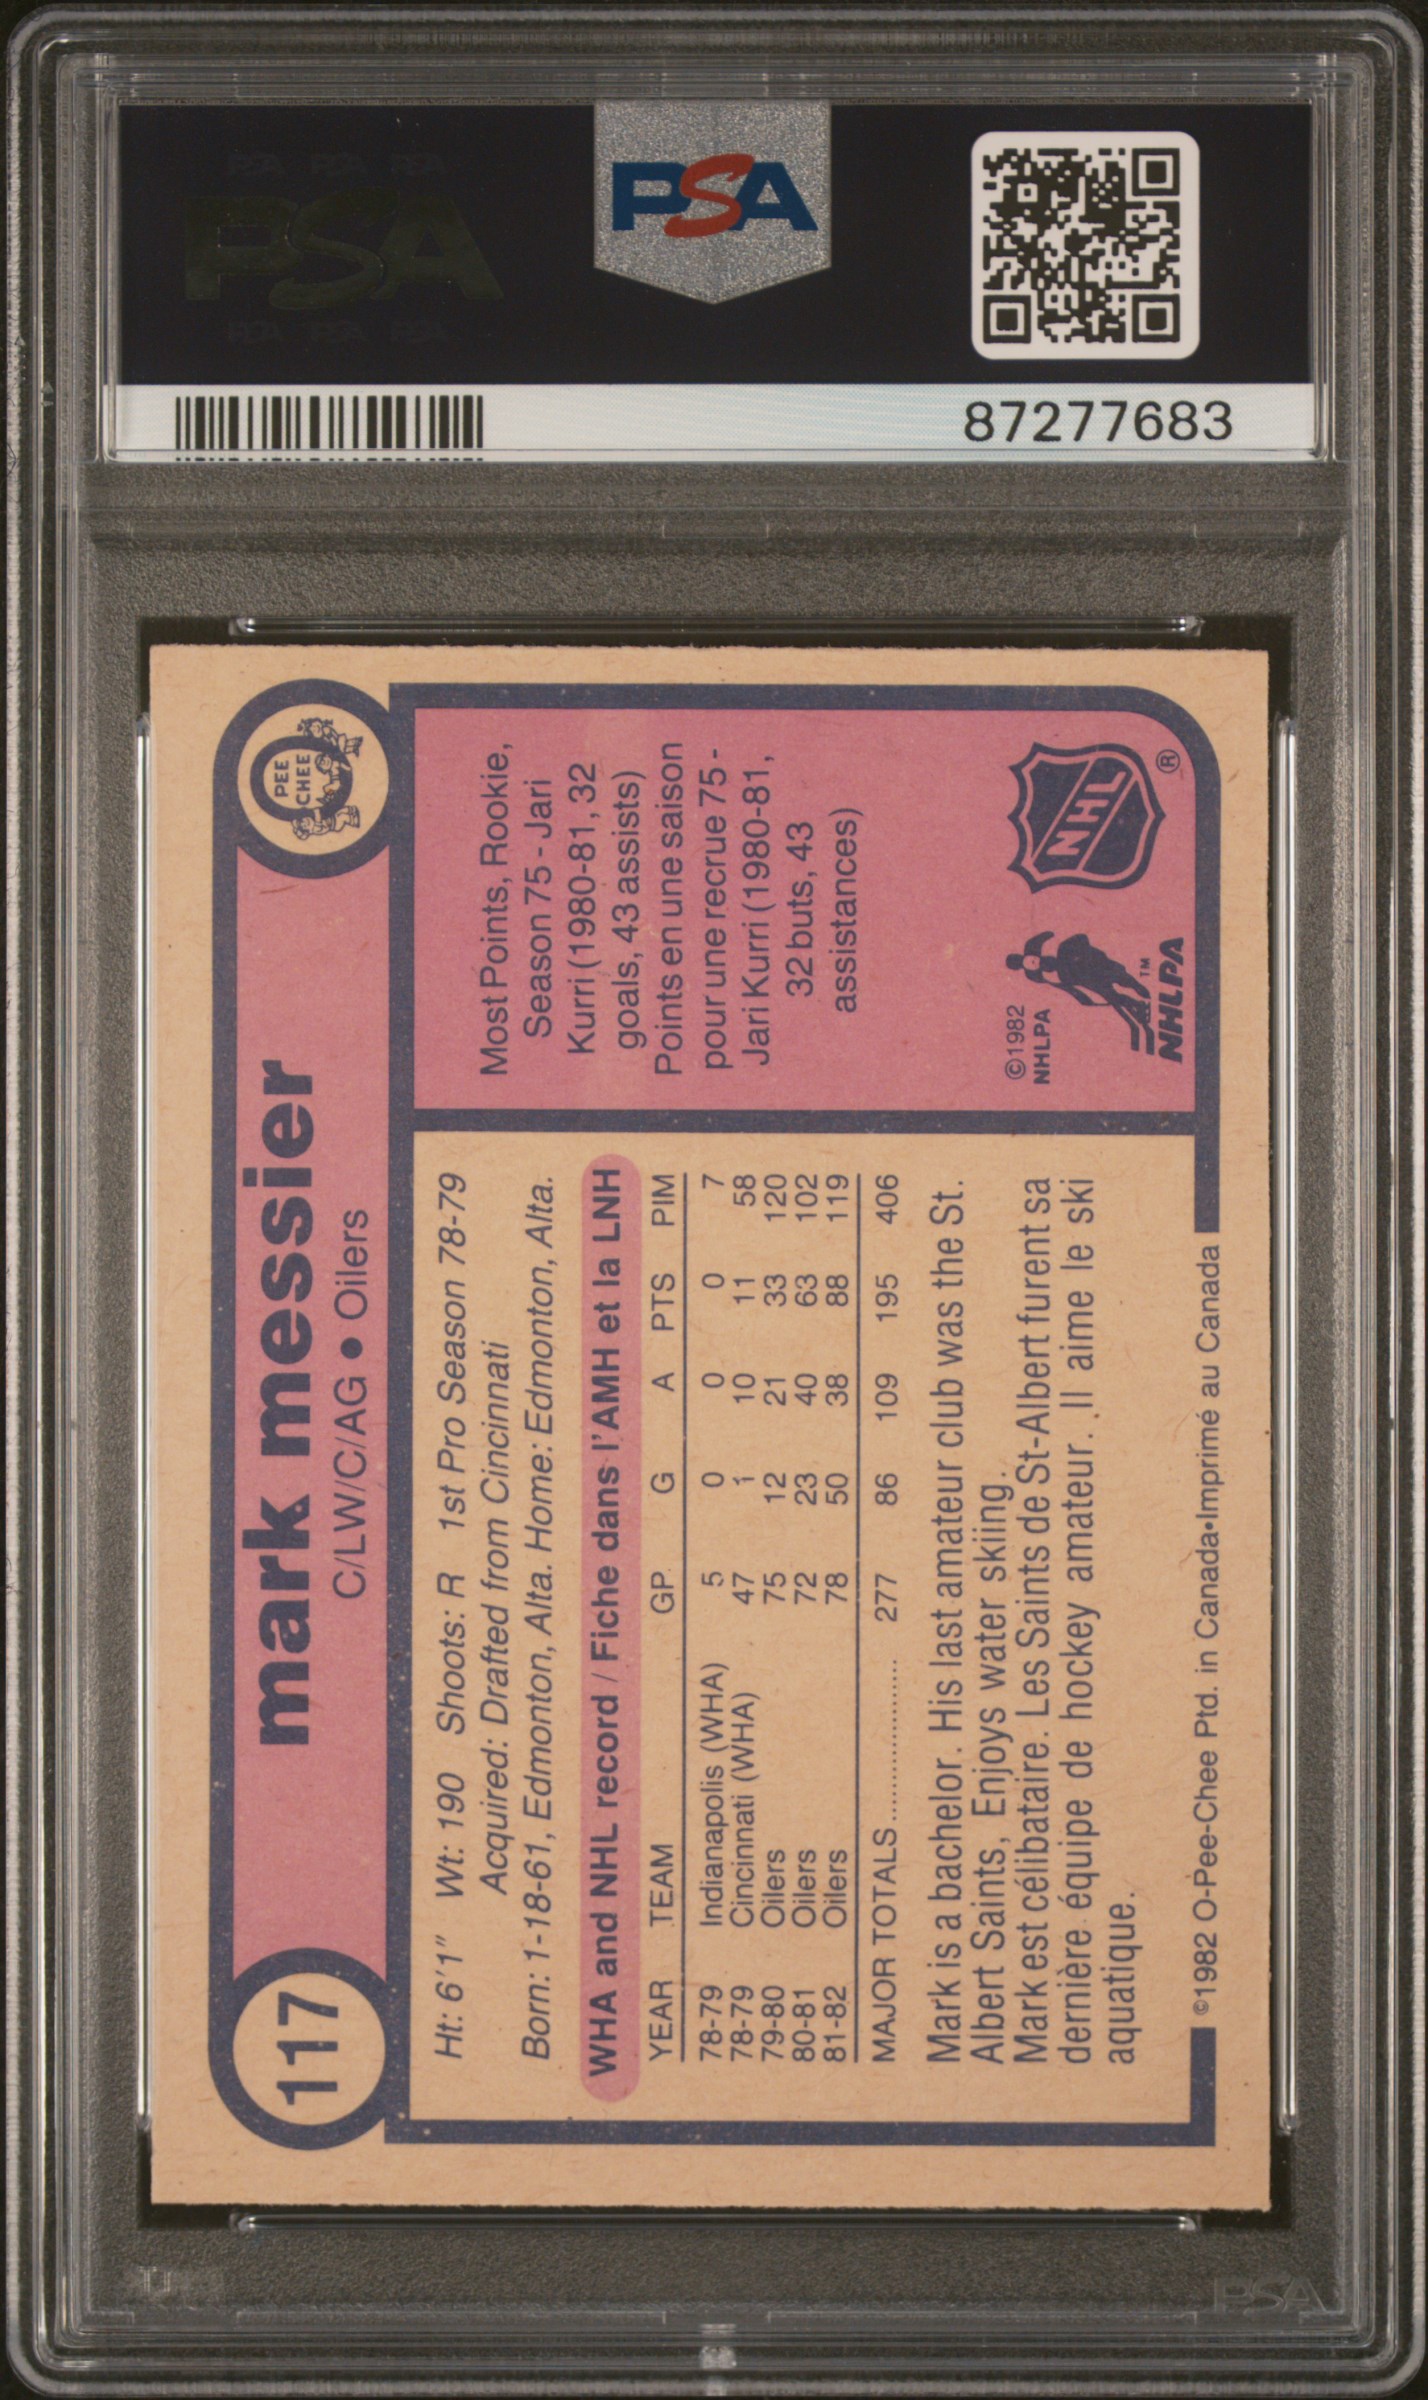 PSA PSA PSA
PSA
PSA
87277683
117
mark messier
C/LW/C/AG • Oilers
O
PEE
CHEE
Ht: 6'1" Wt: 190 Shoots: R 1st Pro Season 78-79
Acquired: Drafted from Cincinnati
Born: 1-18-61, Edmonton, Alta. Home: Edmonton, Alta.
WHA and NHL record / Fiche dans l'AMH et la LNH
YEAR TEAM GP G A PTS PIM
78-79 Indianapolis (WHA) 5 0 0 0 7
78-79 Cincinnati (WHA) 47 1 10 11 58
79-80 Oilers 75 12 21 33 120
80-81 Oilers 72 23 40 63 102
81-82 Oilers 78 50 38 88 119
MAJOR TOTALS.................. 277 86 109 195 406
Mark is a bachelor. His last amateur club was the St.
Albert Saints, Enjoys water skiing.
Mark est célibataire. Les Saints de St-Albert furent sa
dernière équipe de hockey amateur. Il aime le ski
aquatique.
Most Points, Rookie,
Season 75 - Jari
Kurri (1980-81, 32
goals, 43 assists)
Points en une saison
pour une recrue 75 -
Jari Kurri (1980-81,
32 buts, 43
assistances)
©1982
NHLPA
TM
NHLPA
NHL
®
©1982 O-Pee-Chee Ptd. in Canada•Imprimé au Canada
PSA